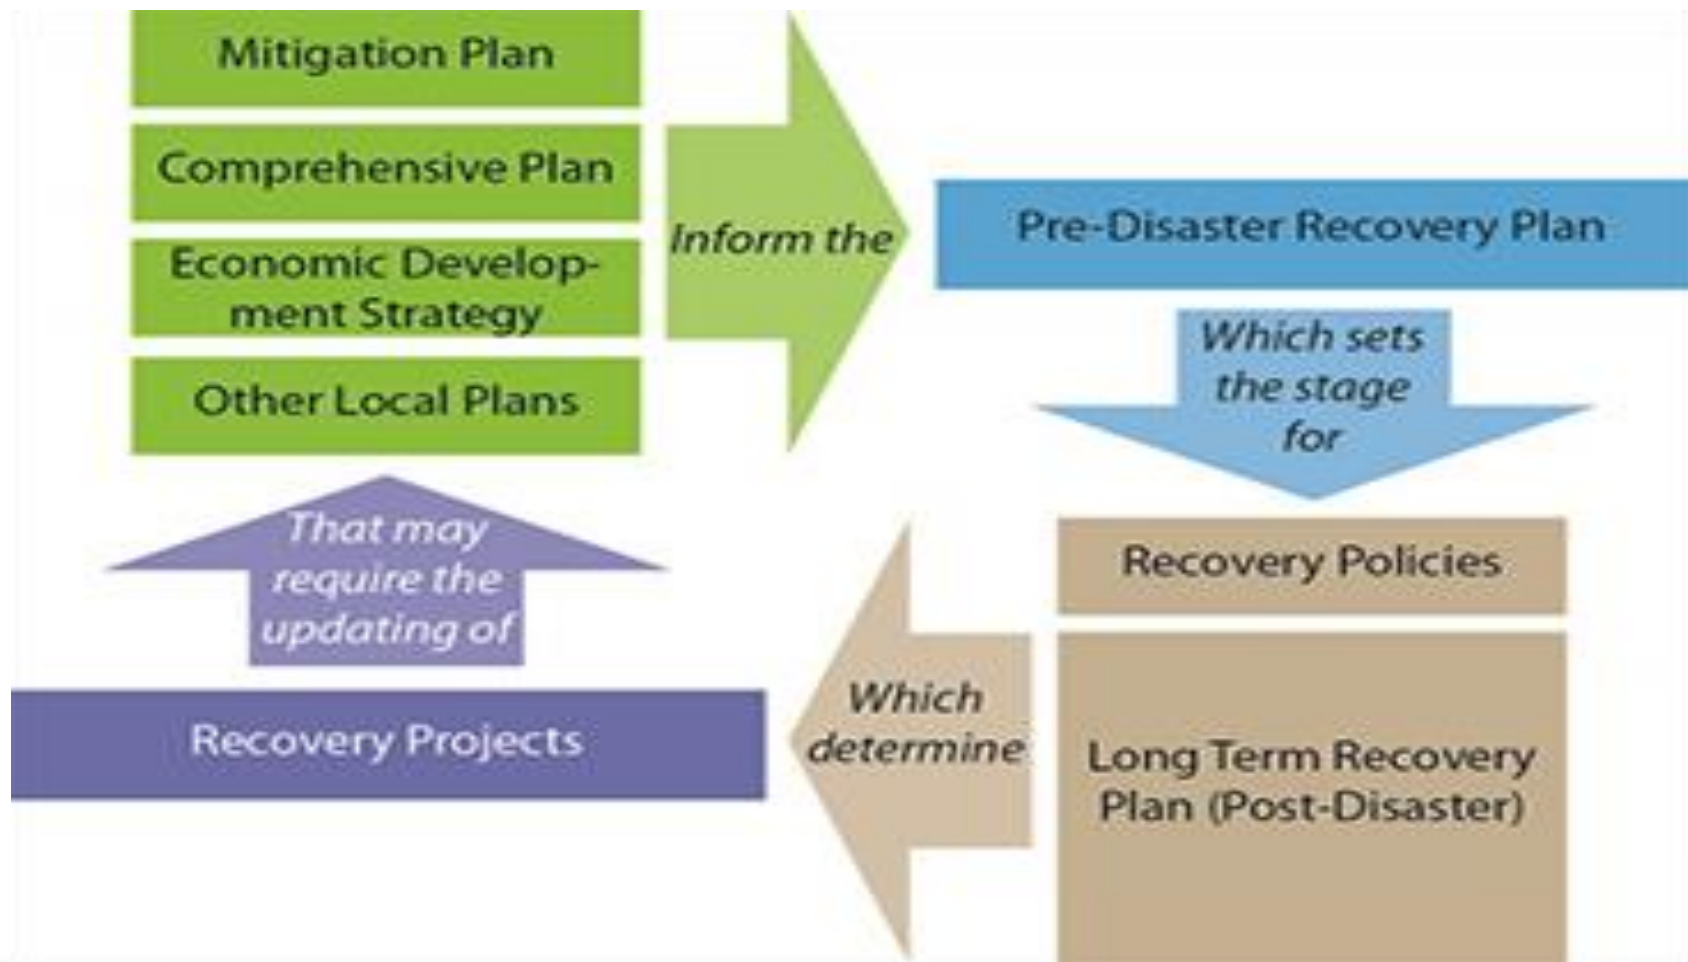 Mitigation Plan
Comprehensive Plan
Economic Develop-
ment Strategy
Other Local Plans
Inform the
Pre-Disaster Recovery Plan
Which sets
the stage
for
Recovery Policies
Long Term Recovery
Plan (Post-Disaster)
Which
determine
Recovery Projects
That may
require the
updating of